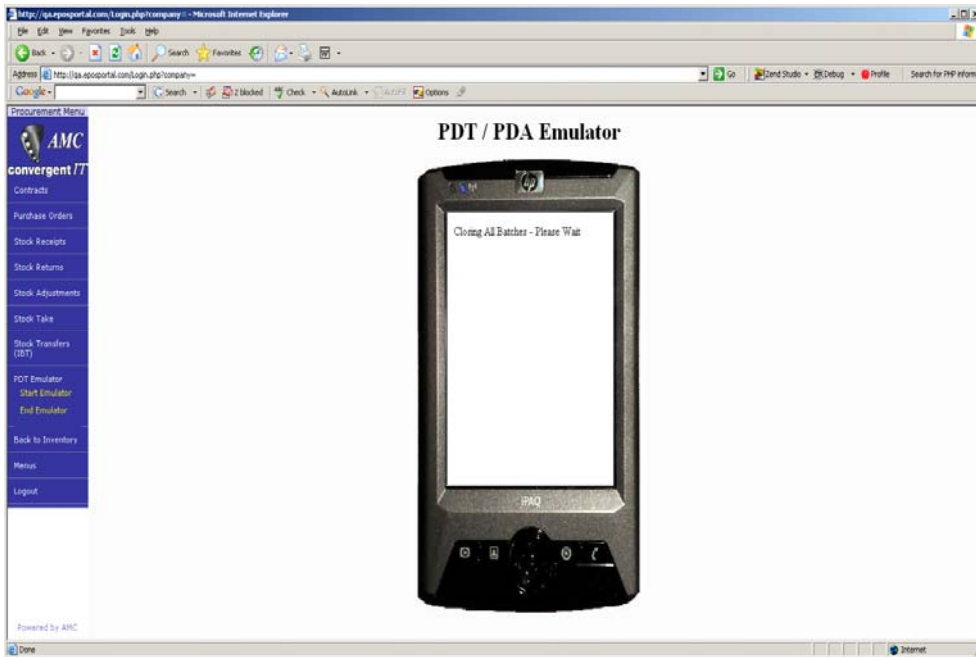 http://qa.eposportal.com/Login.php?company= - Microsoft Internet Explorer
File Edit View Favorites Tools Help
Back Search Favorites
Address http://qa.eposportal.com/Login.php?company= Go Zend Studio Debug Profile Search for PHP inform
Google Search 2 blocked Check AutoLink AutoFill Options
Procurement Menu
AMC
convergent IT
Contracts
Purchase Orders
Stock Receipts
Stock Returns
Stock Adjustments
Stock Take
Stock Transfers
(IBT)
PDT Emulator
Start Emulator
End Emulator
Back to Inventory
Menus
Logout
Powered by AMC
PDT / PDA Emulator
hp
Closing All Batches - Please Wait
iPAQ
Done Internet